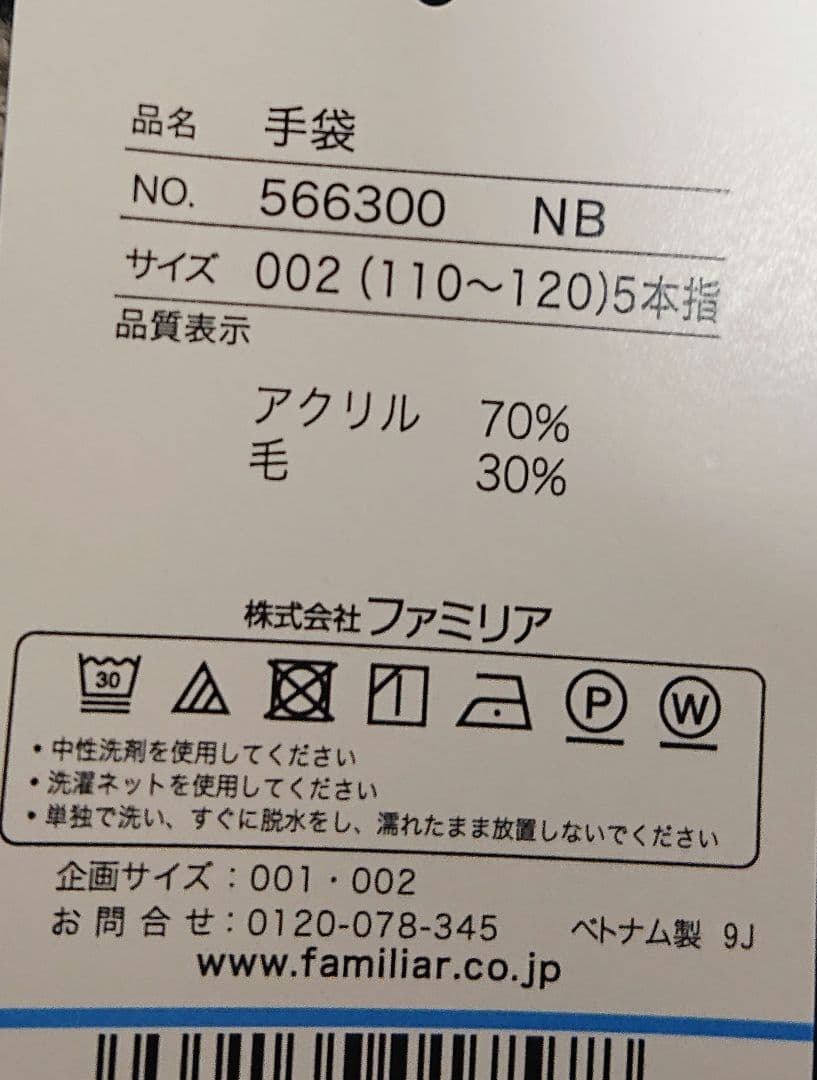 品名 手袋
NO. 566300 NB
サイズ 002 (110～120)5本指
品質表示
アクリル 70%
毛 30%
株式会社ファミリア
30 P W
・中性洗剤を使用してください
・洗濯ネットを使用してください
・単独で洗い、すぐに脱水をし、濡れたまま放置しないでください
企画サイズ：001・002
お問合せ：0120-078-345 ベトナム製 9J
www.familiar.co.jp